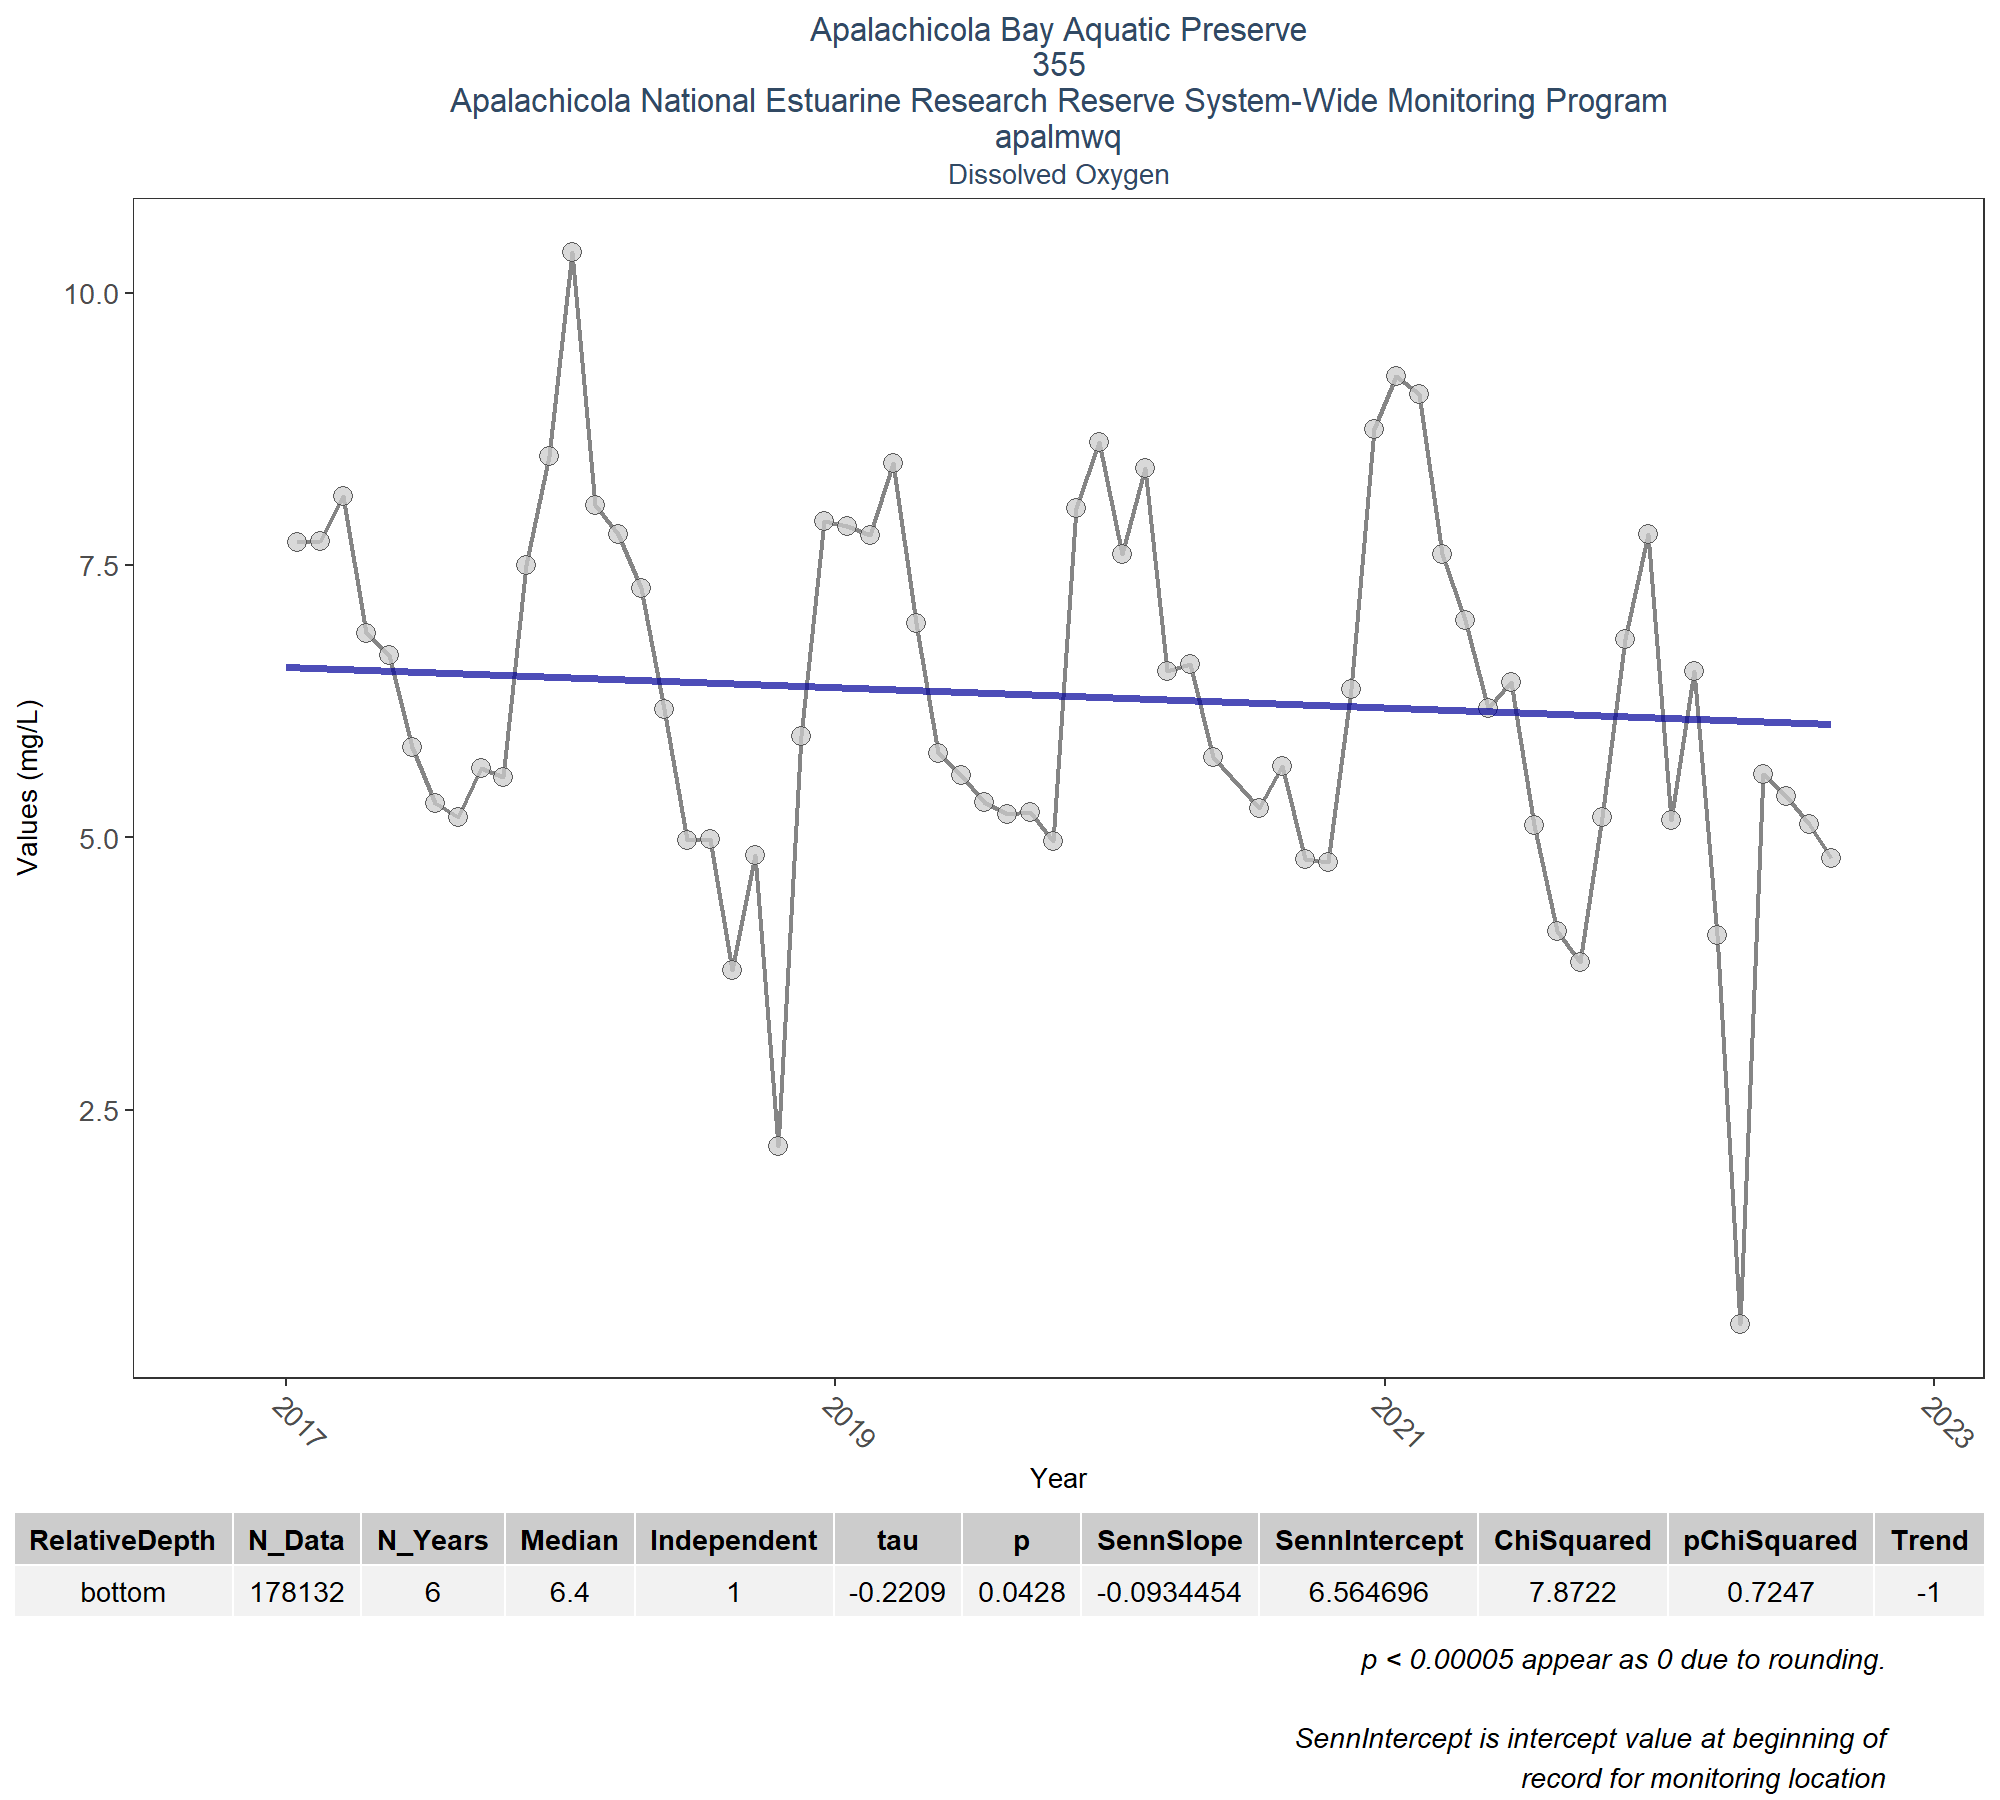 Apalachicola Bay Aquatic Preserve
355
Apalachicola National Estuarine Research Reserve System-Wide Monitoring Program
apalmwq
Dissolved Oxygen
Values (mg/L)
10.0
7.5
5.0
2.5
2017 2019 2021 2023
Year
RelativeDepth N_Data N_Years Median Independent tau p SennSlope SennIntercept ChiSquared pChiSquared Trend
bottom 178132 6 6.4 1 -0.2209 0.0428 -0.0934454 6.564696 7.8722 0.7247 -1
p < 0.00005 appear as 0 due to rounding.
SennIntercept is intercept value at beginning of
record for monitoring location